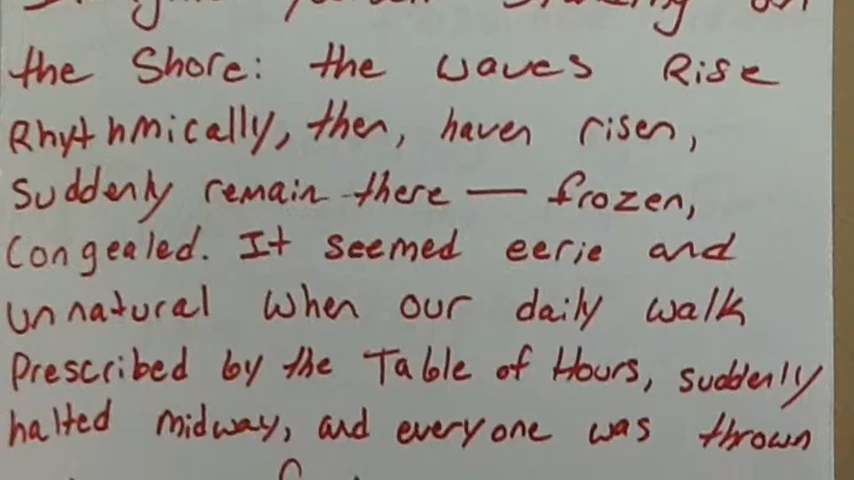 the Shore: the waves Rise
Rhythmically, then, haven risen,
Suddenly remain there — frozen,
Congealed. It seemed eerie and
unnatural when our daily walk
Prescribed by the Table of Hours, suddenly
halted midway, and everyone was thrown